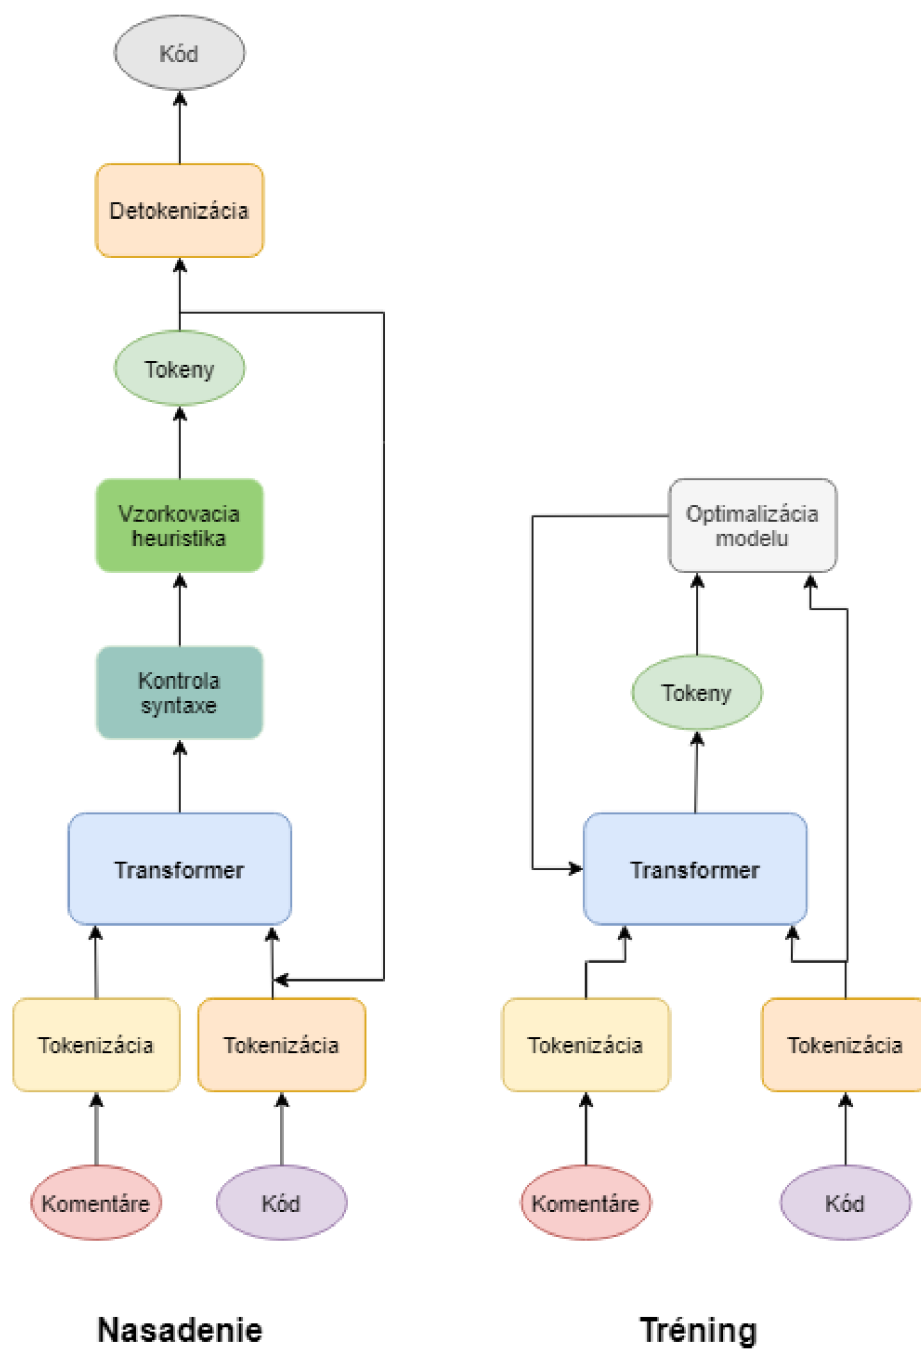 Kód
Detokenizácia
Tokeny
Vzorkovacia
heuristika
Kontrola
syntaxe
Transformer
Tokenizácia
Tokenizácia
Komentáre
Kód
Nasadenie
Optimalizácia
modelu
Tokeny
Transformer
Tokenizácia
Tokenizácia
Komentáre
Kód
Tréning